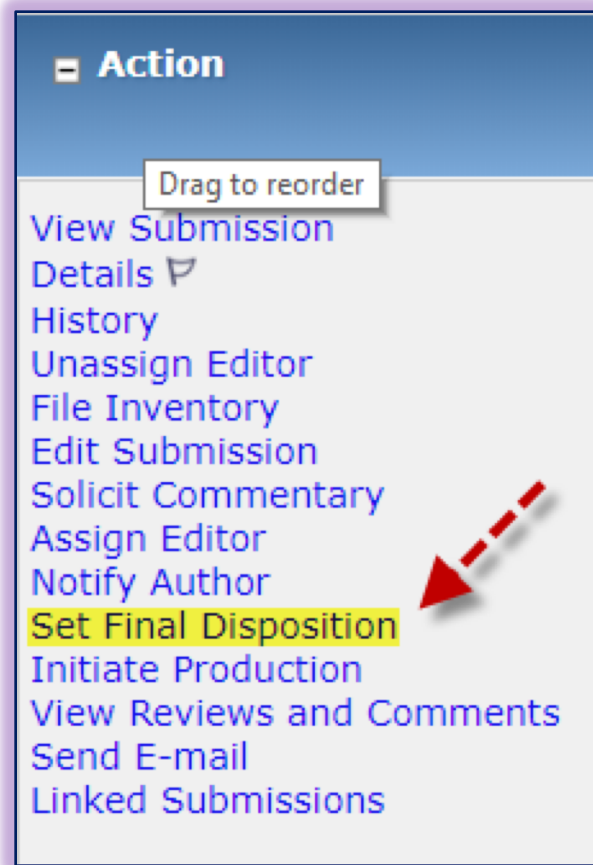 Action
Drag to reorder
View Submission
Details
History
Unassign Editor
File Inventory
Edit Submission
Solicit Commentary
Assign Editor
Notify Author
Set Final Disposition
Initiate Production
View Reviews and Comments
Send E-mail
Linked Submissions